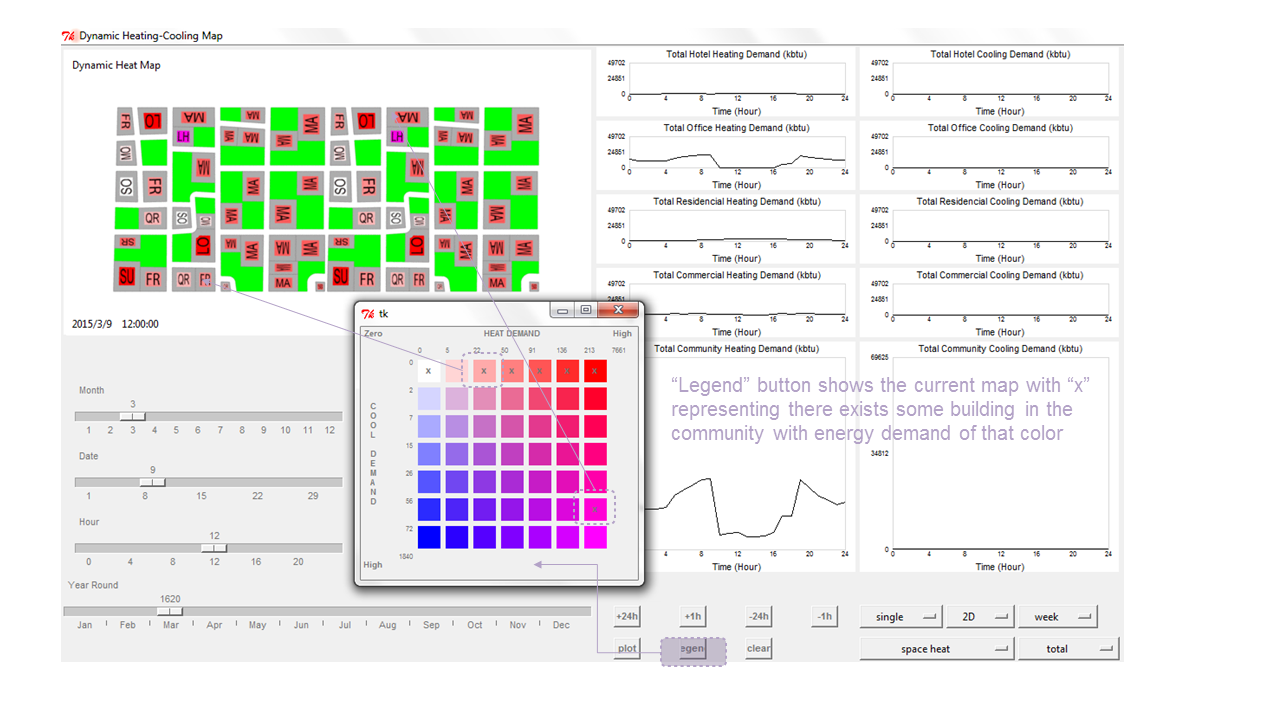 Dynamic Heating-Cooling Map
Dynamic Heat Map
FR LO MA MA MA FR LO MA MA MA
LH MA MA MA LH MA MA MA
OM MA OM MA
OS FR MA MA OS FR MA MA
QR SO OM MA MA QR SO OM MA MA
SR LO MA MA MA MA SR LO MA MA MA MA
SU FR QR FR MA SU FR QR FR MA
2015/3/9 12:00:00
Month
3
1 2 3 4 5 6 7 8 9 10 11 12
Date
9
1 8 15 22 29
Hour
12
0 4 8 12 16 20
Year Round
1620
Jan Feb Mar Apr May Jun Jul Aug Sep Oct Nov Dec
tk
Zero HEAT DEMAND High
0 5 22 50 91 136 213 7661
0
2
7
15
26
56
72
1840
COOL DEMAND
x x x x x x
x
High
Total Hotel Heating Demand (kbtu)
49702
24851
0
0 4 8 12 16 20 24
Time (Hour)
Total Hotel Cooling Demand (kbtu)
49702
24851
0
0 4 8 12 16 20 24
Time (Hour)
Total Office Heating Demand (kbtu)
49702
24851
0
0 4 8 12 16 20 24
Time (Hour)
Total Office Cooling Demand (kbtu)
49702
24851
0
0 4 8 12 16 20 24
Time (Hour)
Total Residencial Heating Demand (kbtu)
49702
24851
0
0 4 8 12 16 20 24
Time (Hour)
Total Residencial Cooling Demand (kbtu)
49702
24851
0
0 4 8 12 16 20 24
Time (Hour)
Total Commercial Heating Demand (kbtu)
49702
24851
0 4 8 12 16 20 24
Time (Hour)
Total Commercial Cooling Demand (kbtu)
49702
24851
0
0 4 8 12 16 20 24
Time (Hour)
Total Community Heating Demand (kbtu)
4 8 12 16 20 24
Time (Hour)
Total Community Cooling Demand (kbtu)
69625
34812
0
0 4 8 12 16 20 24
Time (Hour)
“Legend” button shows the current map with “x”
representing there exists some building in the
community with energy demand of that color
+24h +1h -24h -1h single 2D week
plot egen clear space heat total